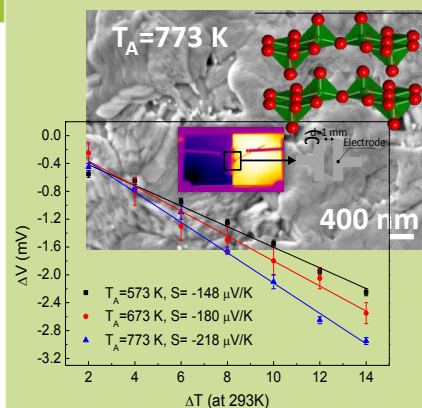 T_A=773 K
d=1 mm
Electrode
400 nm
0.0
-0.4
-0.8
-1.2
-1.6
-2.0
-2.4
-2.8
-3.2
ΔV (mV)
T_A=573 K, S= -148 μV/K
T_A=673 K, S= -180 μV/K
T_A=773 K, S= -218 μV/K
2 4 6 8 10 12 14
ΔT (at 293K)